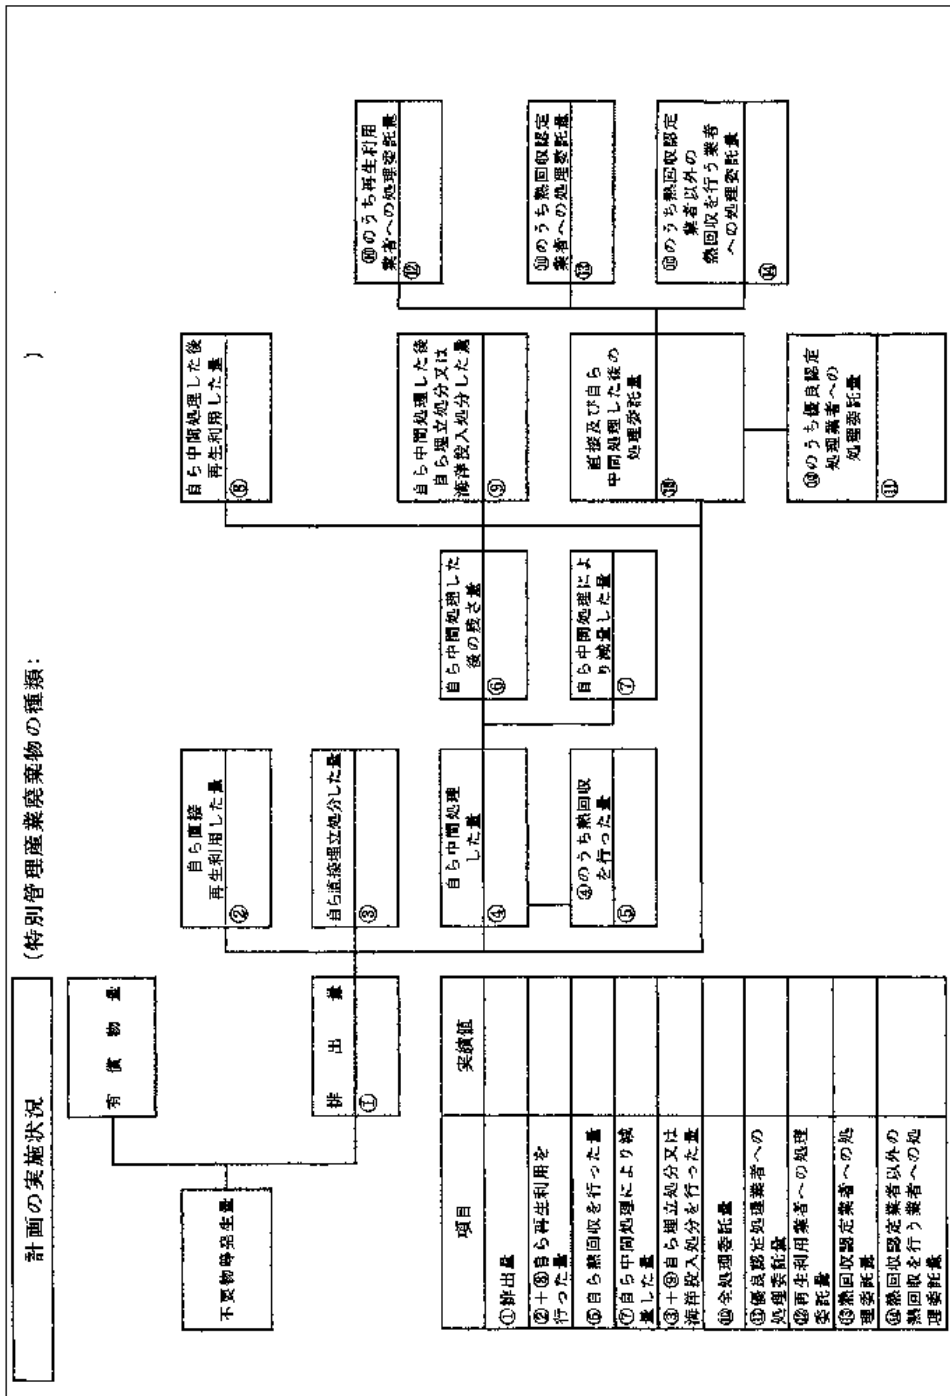 計画の実施状況
(特別管理産業廃棄物の種類:　)
不要物等発生量
有償物量
排出量
①
自ら直接
再生利用した量
②
自ら直接埋立処分した量
③
自ら中間処理
した量
④
④のうち熱回収
を行った量
⑤
自ら中間処理した
後の残さ量
⑥
自ら中間処理によ
り減量した量
⑦
自ら中間処理した後
再生利用した量
⑧
自ら中間処理した後
自ら埋立処分又は
海洋投入処分した量
⑨
直接及び自ら
中間処理した後の
処理委託量
⑩
⑩のうち優良認定
処理業者への
処理委託量
⑪
⑩のうち再生利用
業者への処理委託量
⑫
⑩のうち熱回収認定
業者への処理委託量
⑬
⑩のうち熱回収認定
業者以外の
熱回収を行う業者
への処理委託量
⑭
項目
実績値
①排出量
②+⑧自ら再生利用を
行った量
⑤自ら熱回収を行った量
⑦自ら中間処理により減
量した量
③+⑨自ら埋立処分又は
海洋投入処分を行った量
⑩全処理委託量
⑪優良認定処理業者への
処理委託量
⑫再生利用業者への処理
委託量
⑬熱回収認定業者への処
理委託量
⑭熱回収認定業者以外の
熱回収を行う業者への処
理委託量